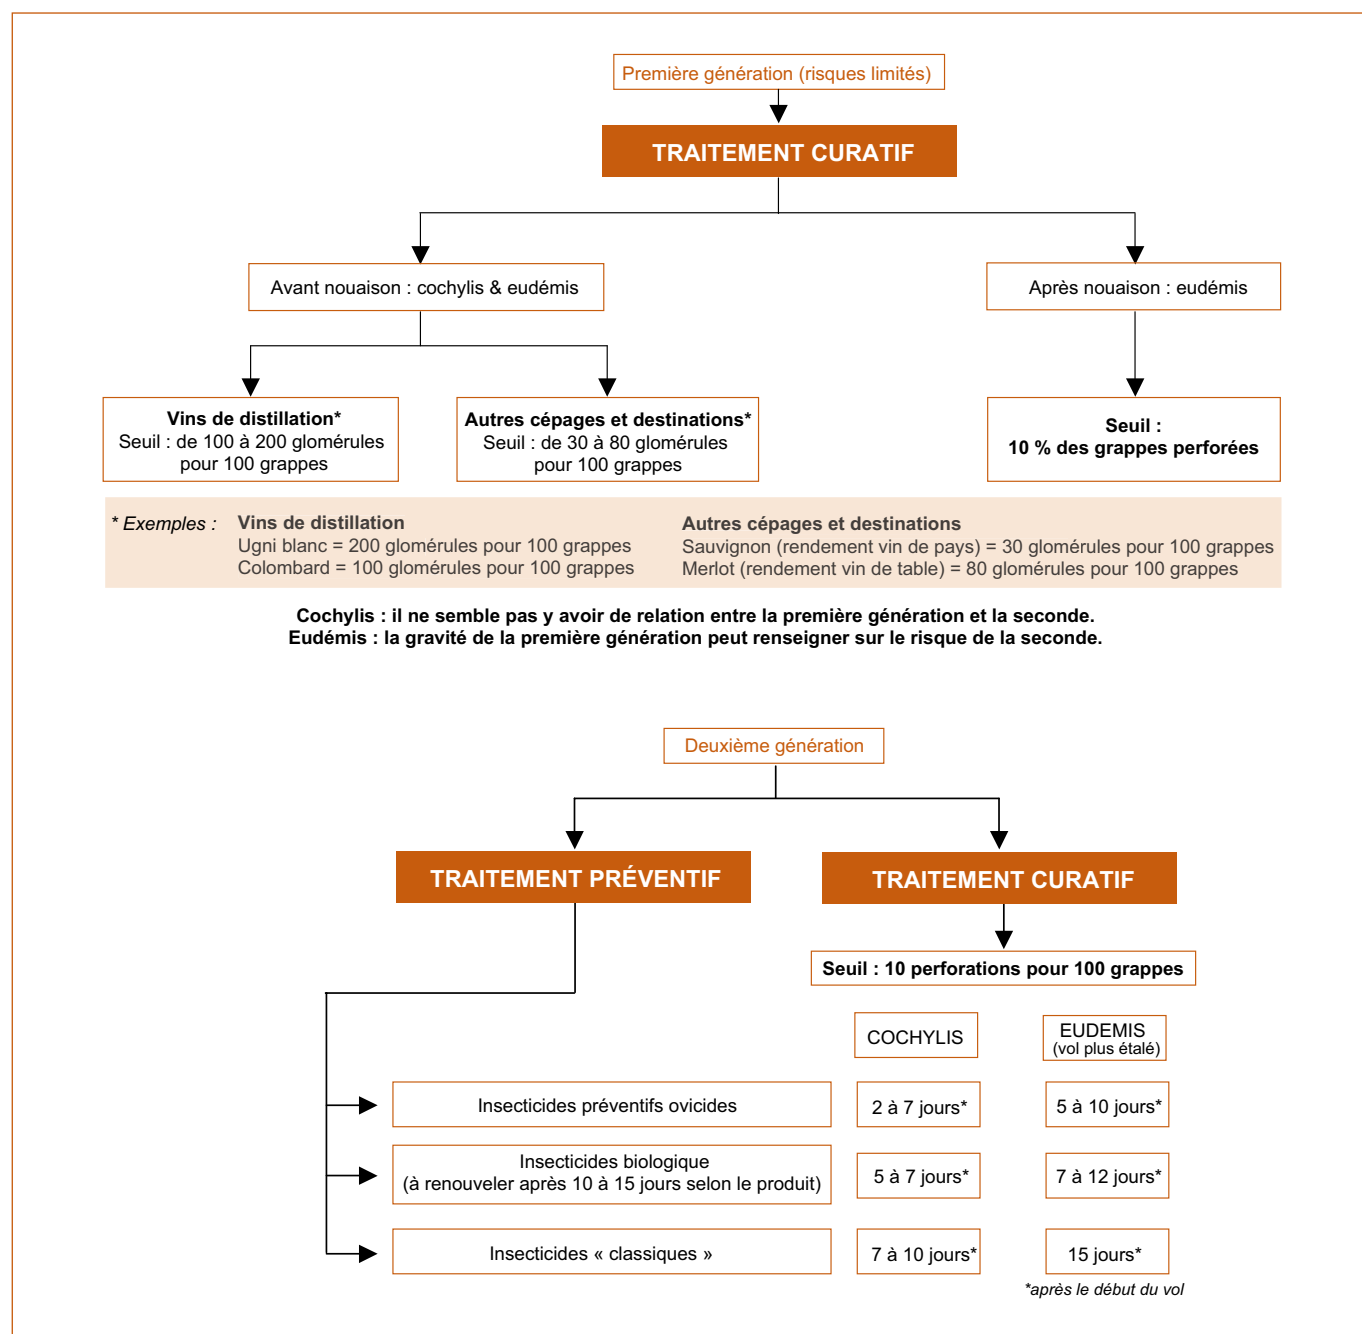 Première génération (risques limités)
TRAITEMENT CURATIF
Avant nouaison : cochylis & eudémis
Après nouaison : eudémis
Vins de distillation*
Seuil : de 100 à 200 glomérules
pour 100 grappes
Autres cépages et destinations*
Seuil : de 30 à 80 glomérules
pour 100 grappes
Seuil :
10 % des grappes perforées
* Exemples :
Vins de distillation
Ugni blanc = 200 glomérules pour 100 grappes
Colombard = 100 glomérules pour 100 grappes
Autres cépages et destinations
Sauvignon (rendement vin de pays) = 30 glomérules pour 100 grappes
Merlot (rendement vin de table) = 80 glomérules pour 100 grappes
Cochylis : il ne semble pas y avoir de relation entre la première génération et la seconde.
Eudémis : la gravité de la première génération peut renseigner sur le risque de la seconde.
Deuxième génération
TRAITEMENT PRÉVENTIF
TRAITEMENT CURATIF
Seuil : 10 perforations pour 100 grappes
COCHYLIS
EUDEMIS
(vol plus étalé)
Insecticides préventifs ovicides
2 à 7 jours*
5 à 10 jours*
Insecticides biologique
(à renouveler après 10 à 15 jours selon le produit)
5 à 7 jours*
7 à 12 jours*
Insecticides « classiques »
7 à 10 jours*
15 jours*
*après le début du vol